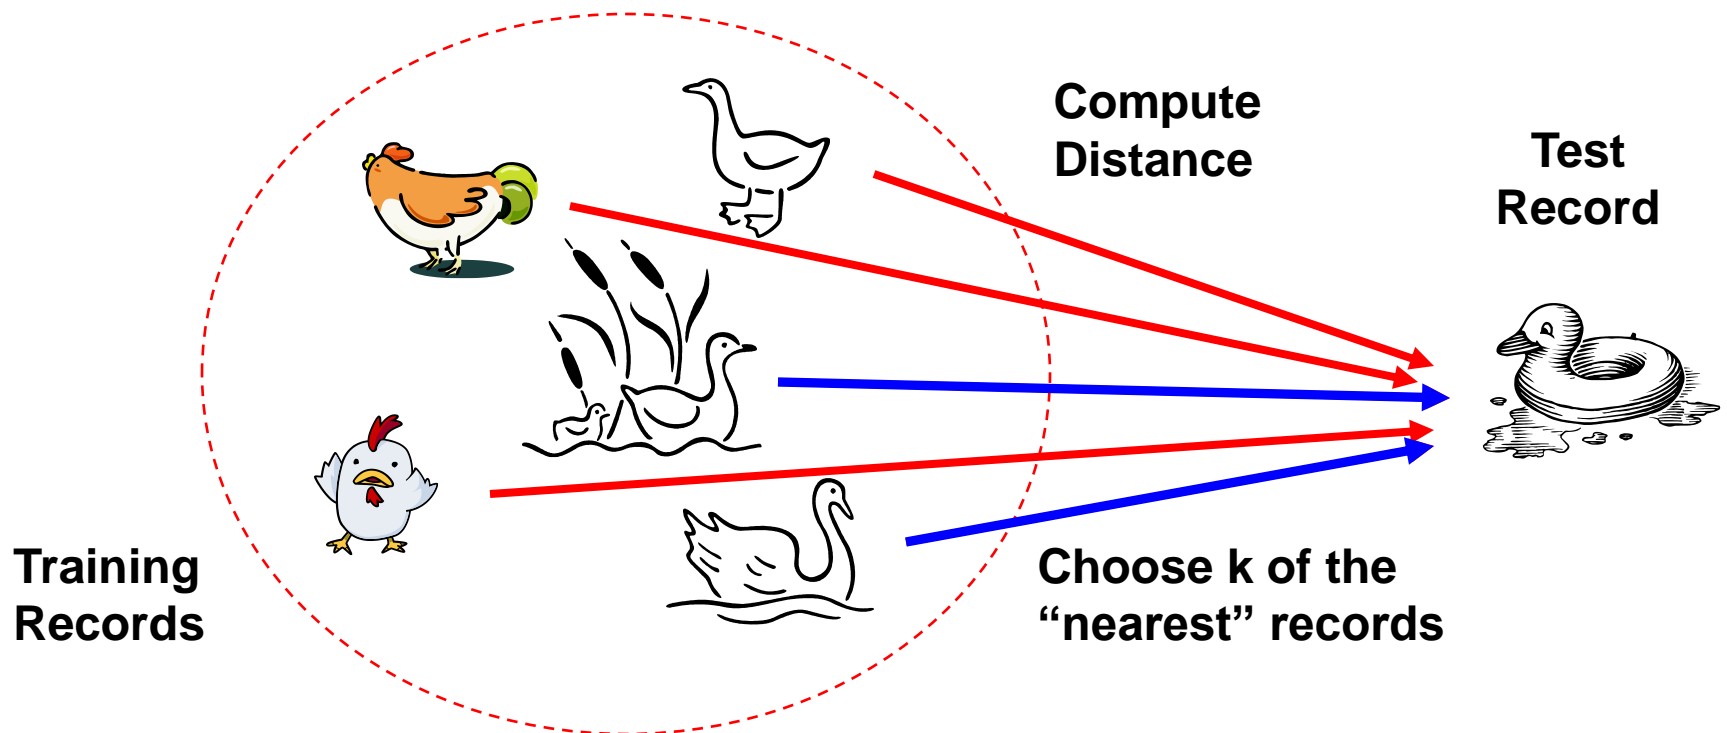 Compute
Distance
Test
Record
Training
Records
Choose k of the
“nearest” records